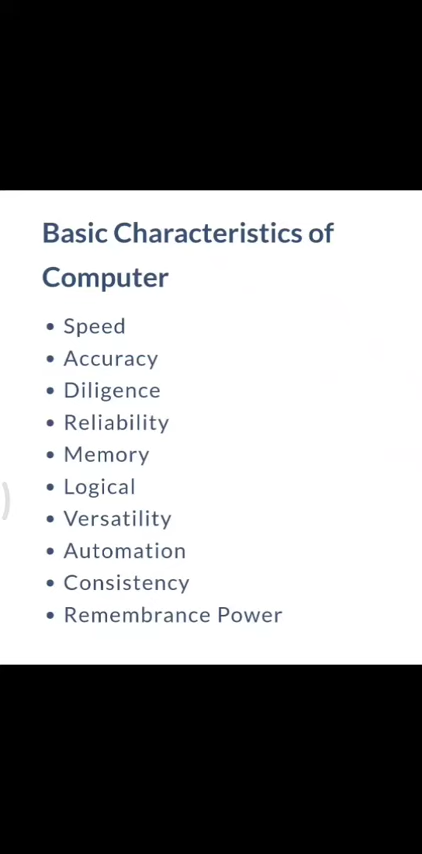 Basic Characteristics of
Computer
• Speed
• Accuracy
• Diligence
• Reliability
• Memory
• Logical
• Versatility
• Automation
• Consistency
• Remembrance Power